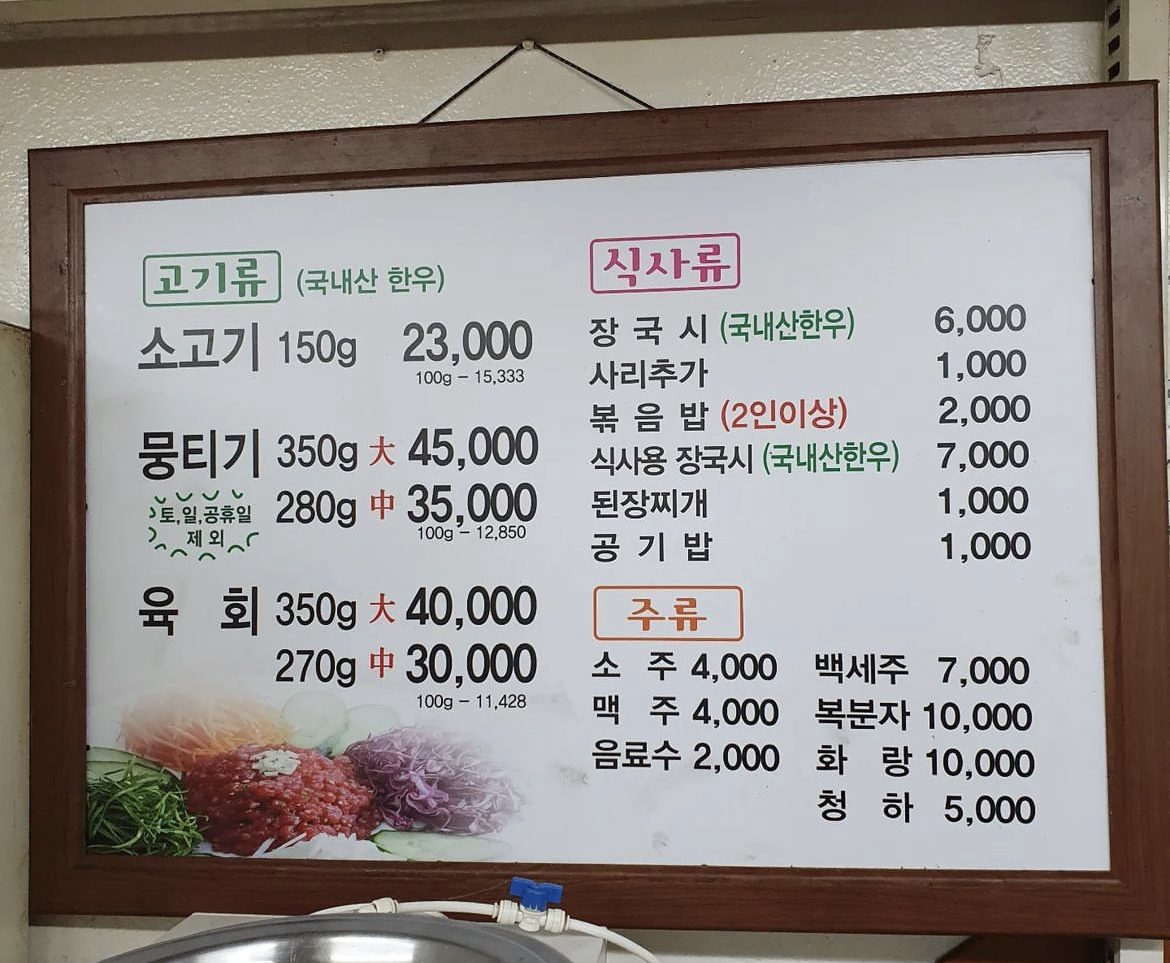 고기류 (국내산 한우)
소고기 150g 23,000
100g – 15,333
뭉티기 350g 大 45,000
280g 中 35,000
토,일,공휴일
제 외
100g – 12,850
육 회 350g 大 40,000
270g 中 30,000
100g – 11,428
식사류
장 국 시 (국내산한우) 6,000
사리추가 1,000
볶 음 밥 (2인이상) 2,000
식사용 장국시 (국내산한우) 7,000
된장찌개 1,000
공 기 밥 1,000
주류
소 주 4,000 백세주 7,000
맥 주 4,000 복분자 10,000
음료수 2,000 화 랑 10,000
청 하 5,000